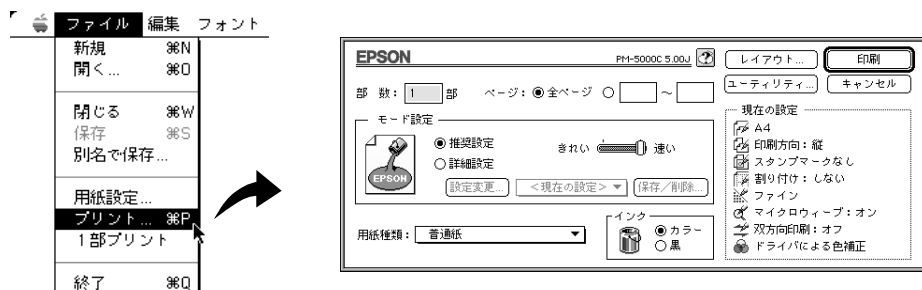 ファイル 編集 フォント
新規 ⌘N
開く... ⌘O
閉じる ⌘W
保存 ⌘S
別名で保存...
用紙設定...
プリント... ⌘P
1部プリント
終了 ⌘Q
EPSON PM-5000C 5.00J
レイアウト... 印刷
部 数: 1 部 ページ: 全ページ ~
ユーティリティ... キャンセル
モード設定
推奨設定 きれい 速い
詳細設定
EPSON
設定変更... <現在の設定> 保存/削除...
用紙種類: 普通紙
インク
カラー
黒
現在の設定
A4
印刷方向:縦
スタンプマークなし
割り付け:しない
ファイン
マイクロウィーブ:オン
双方向印刷:オフ
ドライバによる色補正